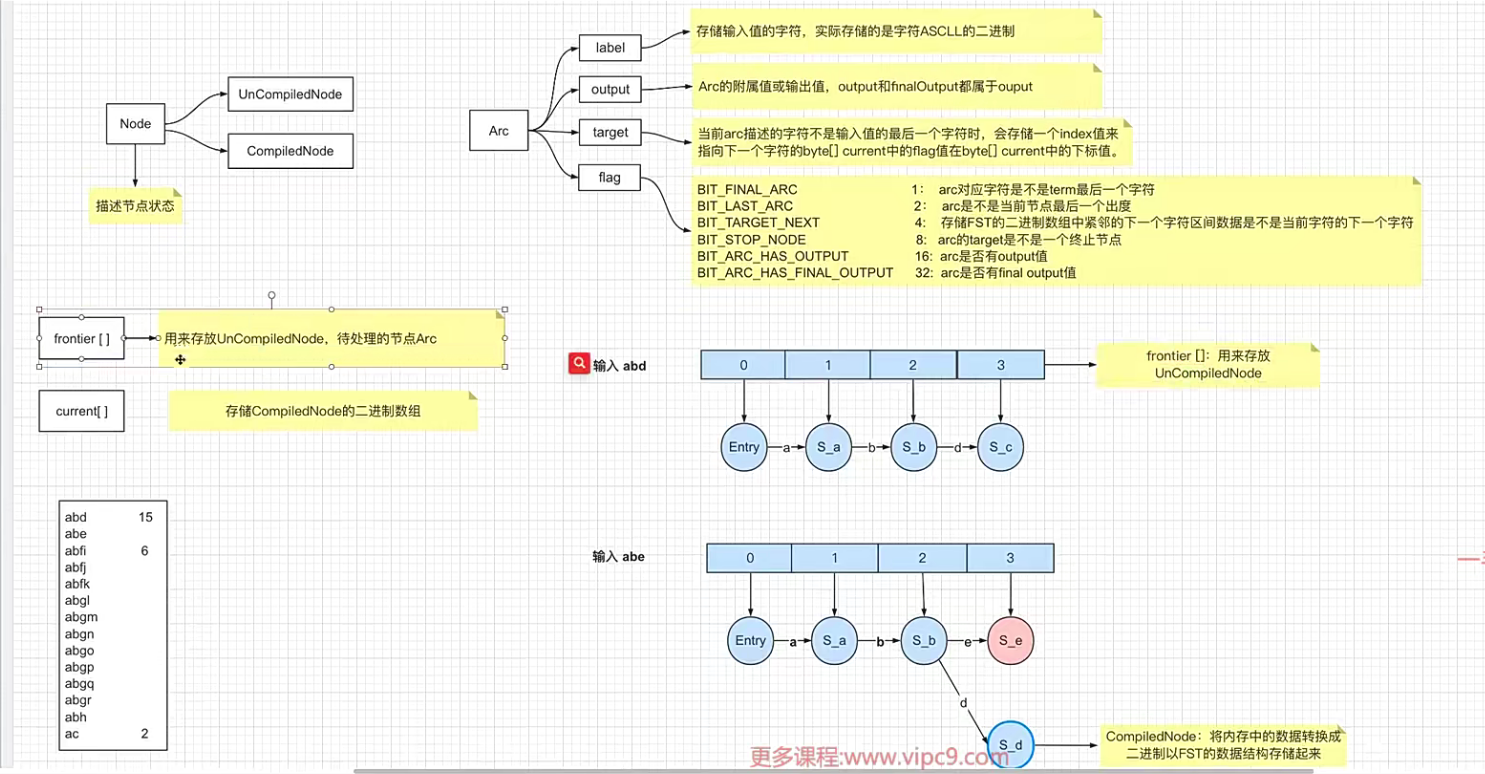 Node
UnCompiledNode
CompiledNode
描述节点状态
Arc
label
output
target
flag
存储输入值的字符，实际存储的是字符ASCLL的二进制
Arc的附属值或输出值，output和fInalOutput都属于ouput
当前arc描述的字符不是输入值的最后一个字符时，会存储一个index值来
指向下一个字符的byte[] current中的flag值在byte[] current中的下标值。
BIT_FINAL_ARC 1： arc对应字符是不是term最后一个字符
BIT_LAST_ARC 2： arc是不是当前节点最后一个出度
BIT_TARGET_NEXT 4: 存储FST的二进制数组中紧邻的下一个字符区间数据是不是当前字符的下一个字符
BIT_STOP_NODE 8: arc的target是不是一个终止节点
BIT_ARC_HAS_OUTPUT 16: arc是否有output值
BIT_ARC_HAS_FINAL_OUTPUT 32: arc是否有final output值
frontier [ ]
用来存放UnCompiledNode，待处理的节点Arc
current[ ]
存储CompiledNode的二进制数组
输入 abd
0 1 2 3
frontier []：用来存放
UnCompiledNode
Entry a S_a b S_b d S_c
abd 15
abe
abfi 6
abfj
abfk
abgl
abgm
abgn
abgo
abgp
abgq
abgr
abh
ac 2
输入 abe
0 1 2 3
Entry a S_a b S_b e S_e
d
S_d
CompiledNode：将内存中的数据转换成
二进制以FST的数据结构存储起来
更多课程:www.vipc9.com